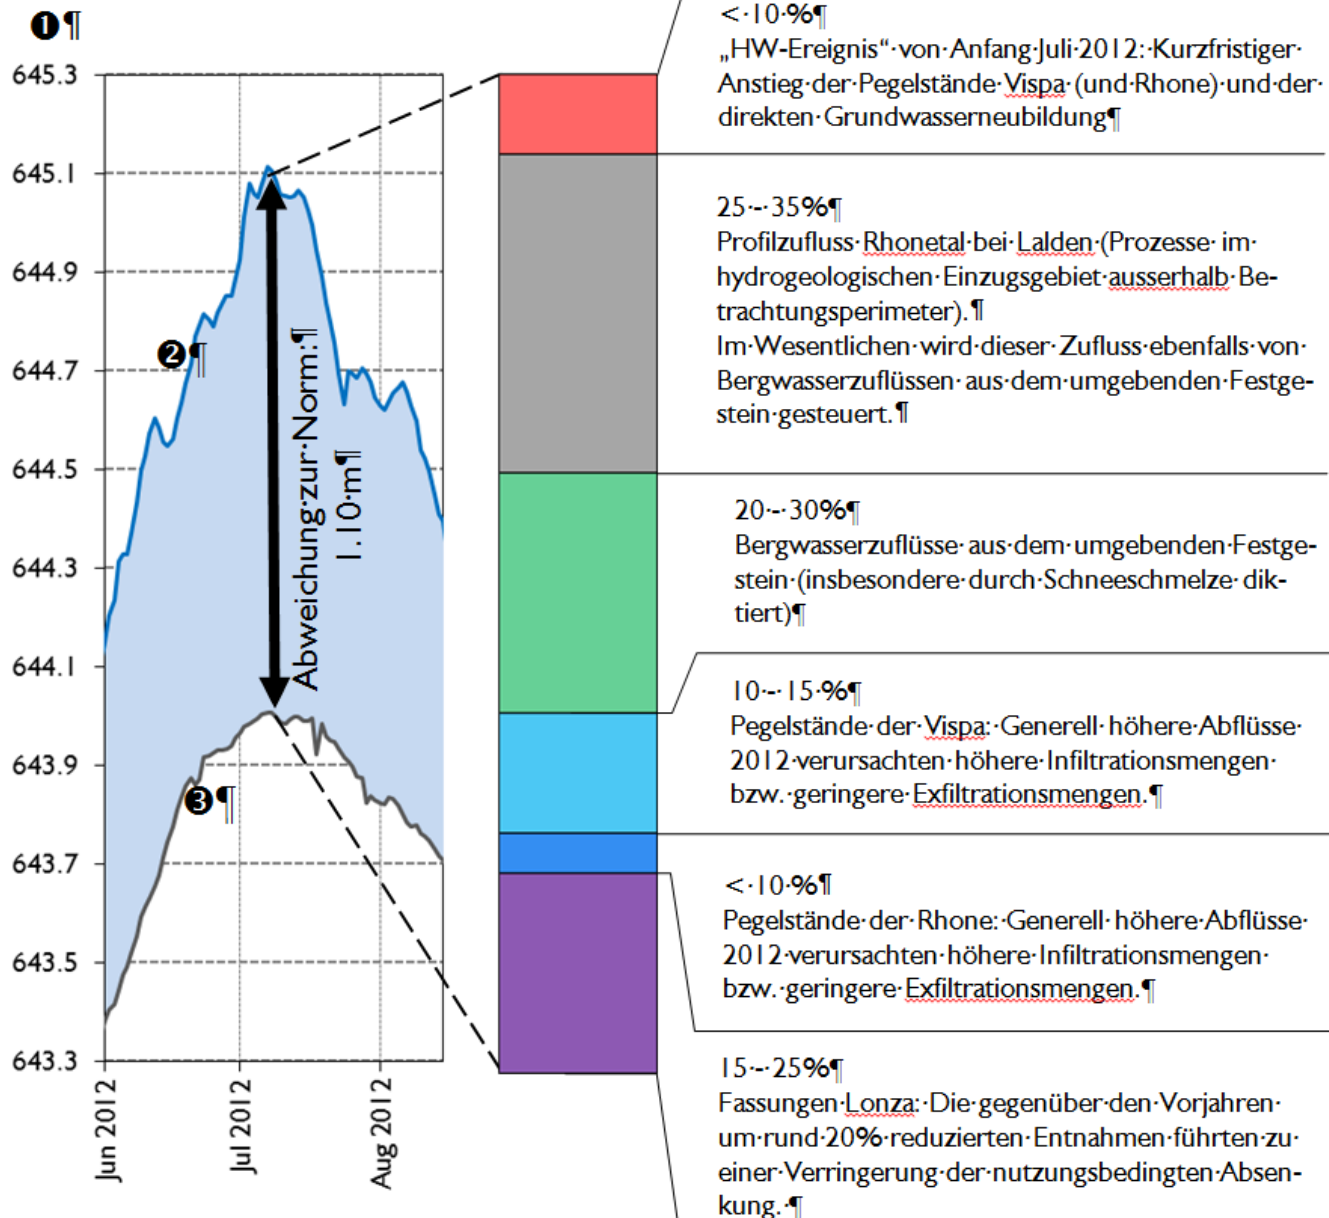 ❶¶
645.3
645.1
644.9
644.7
644.5
644.3
644.1
643.9
643.7
643.5
643.3
Jun 2012
Jul 2012
Aug 2012
❷¶
❸¶
Abweichung·zur·Norm:¶
1.10·m¶
<·10·%¶
„HW-Ereignis“·von·Anfang·Juli·2012:·Kurzfristiger·
Anstieg·der·Pegelstände·Vispa·(und·Rhone)·und·der·
direkten·Grundwasserneubildung¶
25·-·35%¶
Profilzufluss·Rhonetal·bei·Lalden·(Prozesse·im·
hydrogeologischen·Einzugsgebiet·ausserhalb·Be-
trachtungsperimeter).¶
Im·Wesentlichen·wird·dieser·Zufluss·ebenfalls·von·
Bergwasserzuflüssen·aus·dem·umgebenden·Festge-
stein·gesteuert.¶
20·-·30%¶
Bergwasserzuflüsse·aus·dem·umgebenden·Festge-
stein·(insbesondere·durch·Schneeschmelze·dik-
tiert)¶
10·-·15·%¶
Pegelstände·der·Vispa:·Generell·höhere·Abflüsse·
2012·verursachten·höhere·Infiltrationsmengen·
bzw.·geringere·Exfiltrationsmengen.¶
<·10·%¶
Pegelstände·der·Rhone:·Generell·höhere·Abflüsse·
2012·verursachten·höhere·Infiltrationsmengen·
bzw.·geringere·Exfiltrationsmengen.¶
15·-·25%¶
Fassungen·Lonza:·Die·gegenüber·den·Vorjahren·
um·rund·20%·reduzierten·Entnahmen·führten·zu·
einer·Verringerung·der·nutzungsbedingten·Absen-
kung.·¶